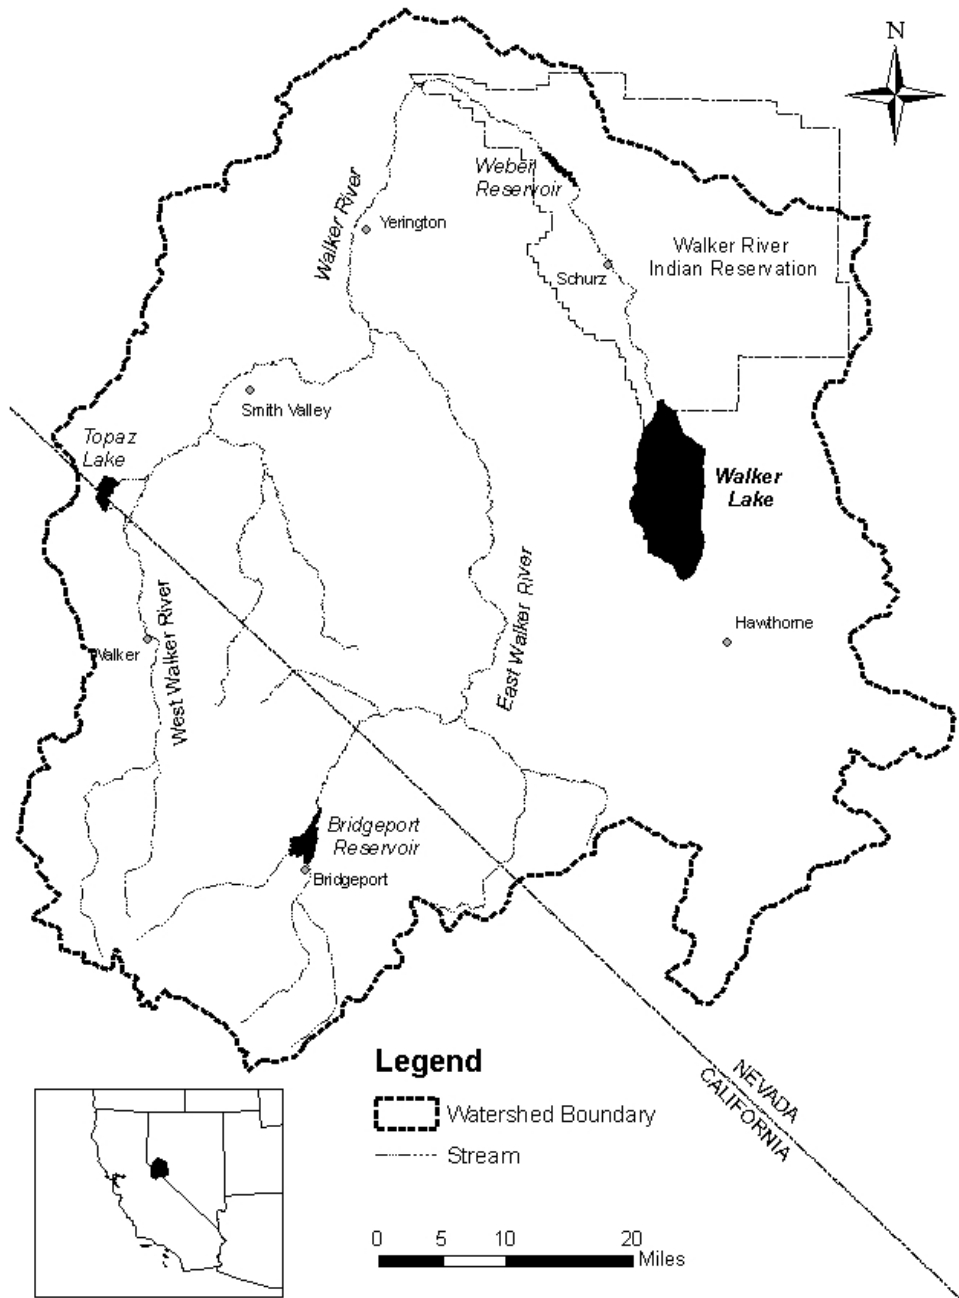 N
Weber
Reservoir
Walker River
Yerington
Walker River
Indian Reservation
Schurz
Smith Valley
Topaz
Lake
Walker
Lake
East Walker River
Hawthorne
West Walker River
Walker
Bridgeport
Reservoir
Bridgeport
Legend
Watershed Boundary
Stream
NEVADA
CALIFORNIA
0 5 10 20
Miles